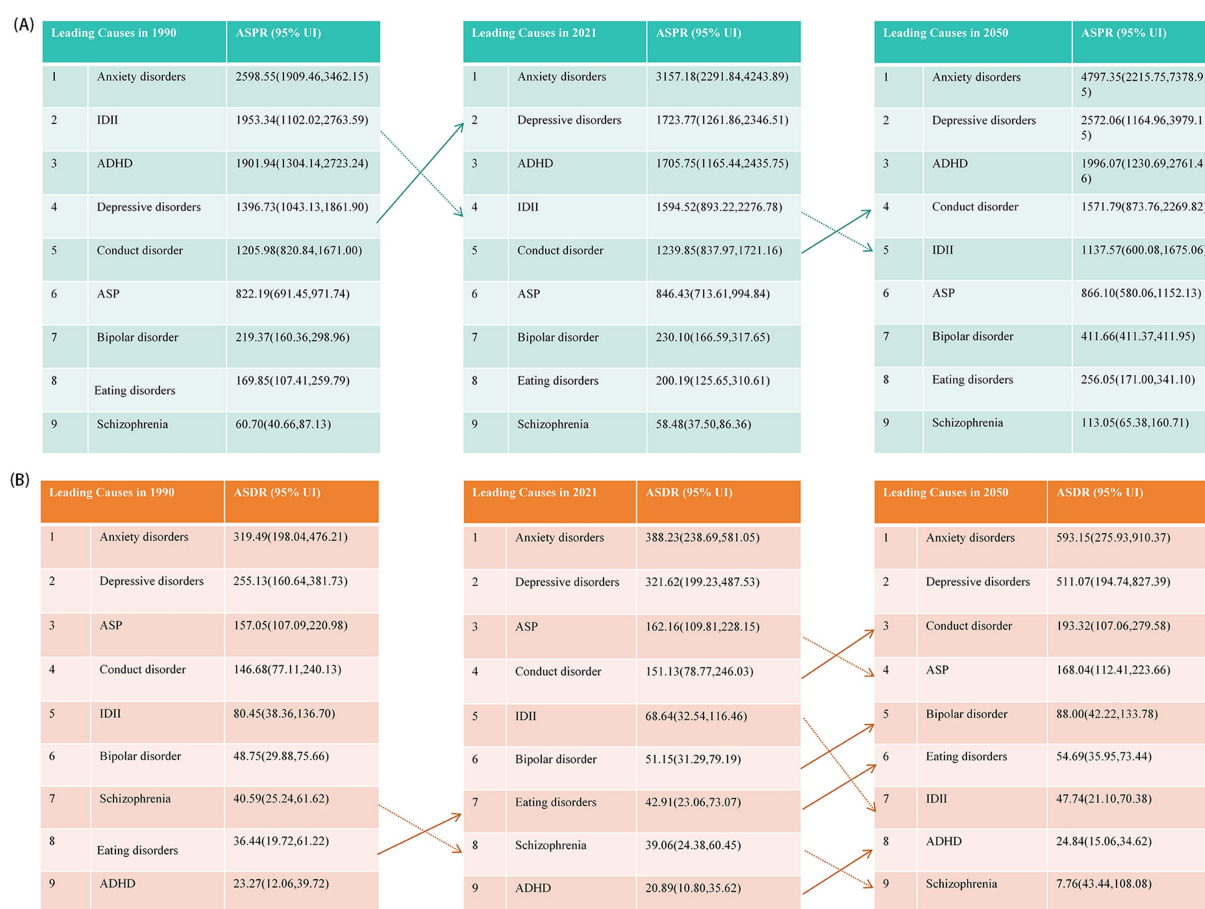 (A)
Leading Causes in 1990 ASPR (95% UI)
1 Anxiety disorders 2598.55(1909.46,3462.15)
2 IDII 1953.34(1102.02,2763.59)
3 ADHD 1901.94(1304.14,2723.24)
4 Depressive disorders 1396.73(1043.13,1861.90)
5 Conduct disorder 1205.98(820.84,1671.00)
6 ASP 822.19(691.45,971.74)
7 Bipolar disorder 219.37(160.36,298.96)
8 Eating disorders 169.85(107.41,259.79)
9 Schizophrenia 60.70(40.66,87.13)
Leading Causes in 2021 ASPR (95% UI)
1 Anxiety disorders 3157.18(2291.84,4243.89)
2 Depressive disorders 1723.77(1261.86,2346.51)
3 ADHD 1705.75(1165.44,2435.75)
4 IDII 1594.52(893.22,2276.78)
5 Conduct disorder 1239.85(837.97,1721.16)
6 ASP 846.43(713.61,994.84)
7 Bipolar disorder 230.10(166.59,317.65)
8 Eating disorders 200.19(125.65,310.61)
9 Schizophrenia 58.48(37.50,86.36)
Leading Causes in 2050 ASPR (95% UI)
1 Anxiety disorders 4797.35(2215.75,7378.9
5)
2 Depressive disorders 2572.06(1164.96,3979.1
5)
3 ADHD 1996.07(1230.69,2761.4
6)
4 Conduct disorder 1571.79(873.76,2269.82)
5 IDII 1137.57(600.08,1675.06)
6 ASP 866.10(580.06,1152.13)
7 Bipolar disorder 411.66(411.37,411.95)
8 Eating disorders 256.05(171.00,341.10)
9 Schizophrenia 113.05(65.38,160.71)
(B)
Leading Causes in 1990 ASDR (95% UI)
1 Anxiety disorders 319.49(198.04,476.21)
2 Depressive disorders 255.13(160.64,381.73)
3 ASP 157.05(107.09,220.98)
4 Conduct disorder 146.68(77.11,240.13)
5 IDII 80.45(38.36,136.70)
6 Bipolar disorder 48.75(29.88,75.66)
7 Schizophrenia 40.59(25.24,61.62)
8 Eating disorders 36.44(19.72,61.22)
9 ADHD 23.27(12.06,39.72)
Leading Causes in 2021 ASDR (95% UI)
1 Anxiety disorders 388.23(238.69,581.05)
2 Depressive disorders 321.62(199.23,487.53)
3 ASP 162.16(109.81,228.15)
4 Conduct disorder 151.13(78.77,246.03)
5 IDII 68.64(32.54,116.46)
6 Bipolar disorder 51.15(31.29,79.19)
7 Eating disorders 42.91(23.06,73.07)
8 Schizophrenia 39.06(24.38,60.45)
9 ADHD 20.89(10.80,35.62)
Leading Causes in 2050 ASDR (95% UI)
1 Anxiety disorders 593.15(275.93,910.37)
2 Depressive disorders 511.07(194.74,827.39)
3 Conduct disorder 193.32(107.06,279.58)
4 ASP 168.04(112.41,223.66)
5 Bipolar disorder 88.00(42.22,133.78)
6 Eating disorders 54.69(35.95,73.44)
7 IDII 47.74(21.10,70.38)
8 ADHD 24.84(15.06,34.62)
9 Schizophrenia 7.76(43.44,108.08)